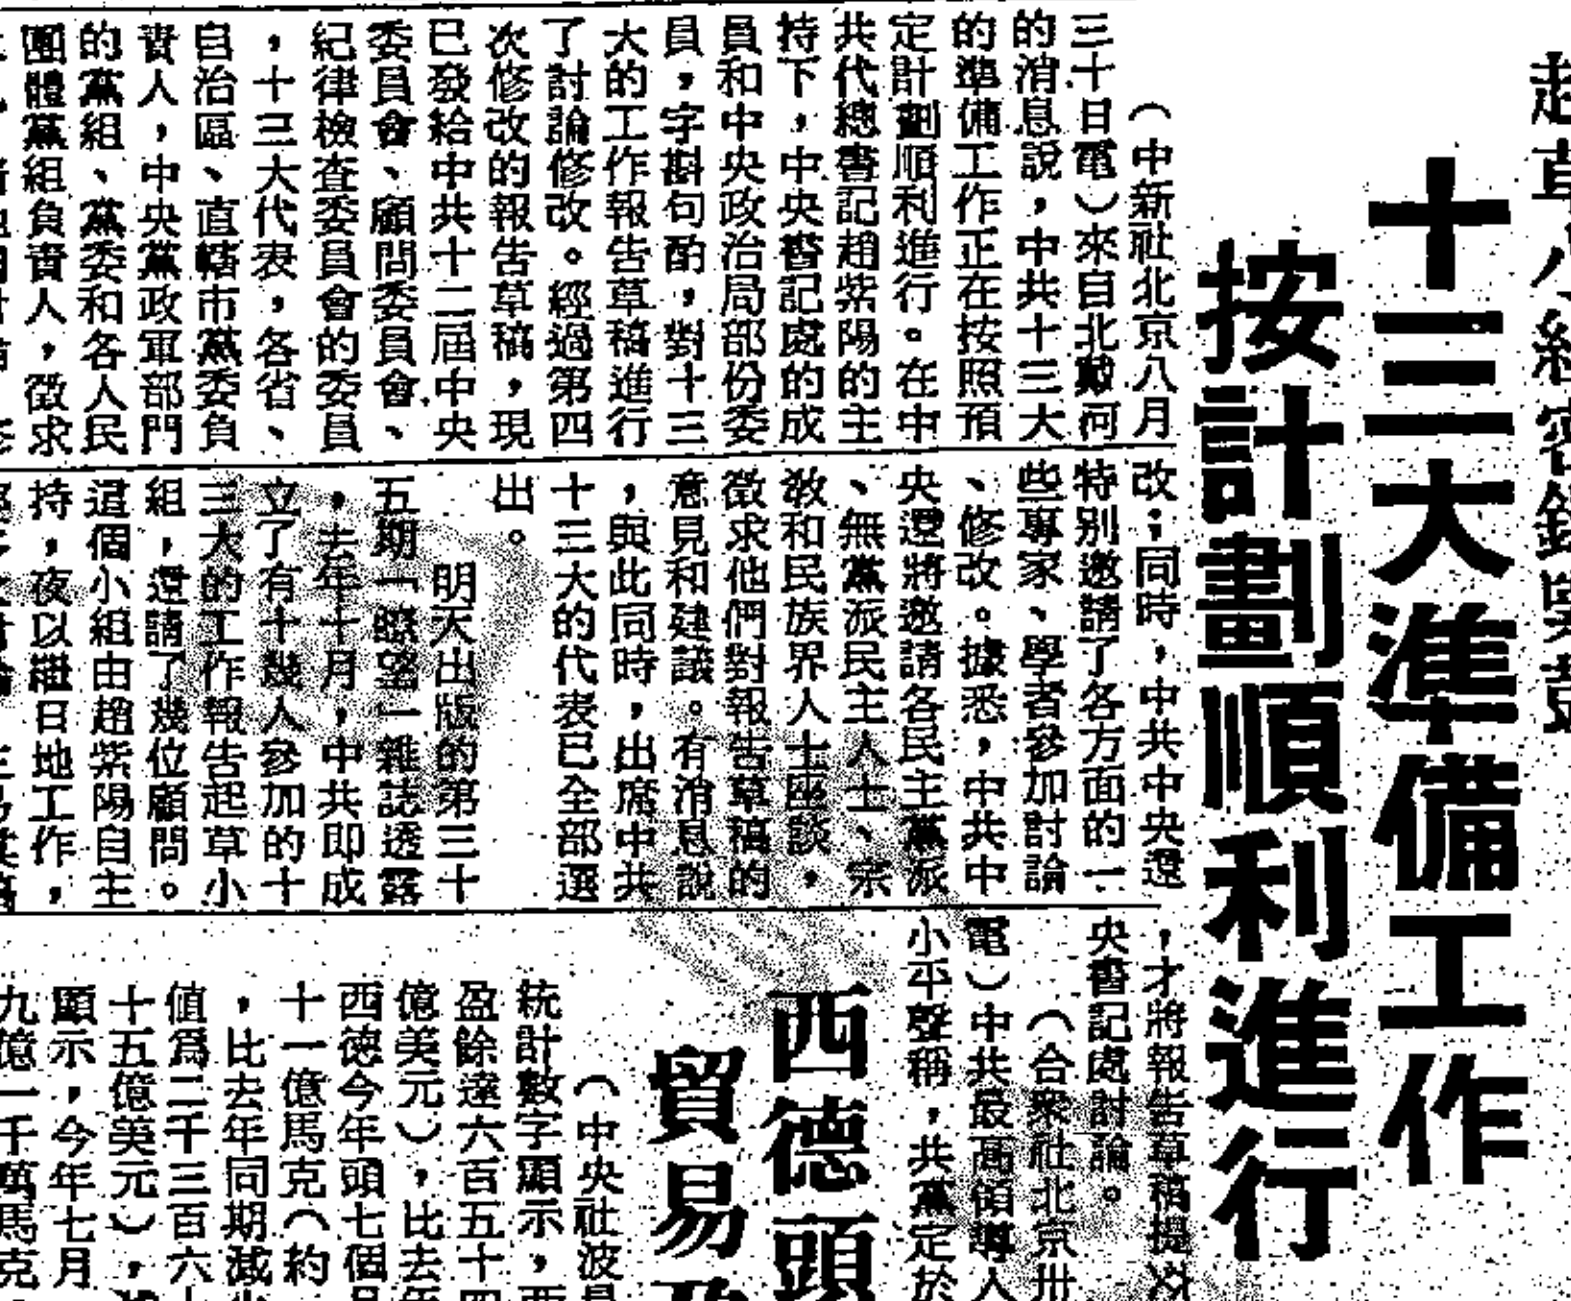 十三大準備工作
按計劃順利進行
（中新社北京八月
三十日電）來自北戴河
的消息說，中共十三大
的準備工作正在按照預
定計劃順利進行。在中
共代總書記趙紫陽的主
持下，中央書記處的成
員和中央政治局部份委
員，字斟句酌，對十三
大的工作報告草稿進行
了討論修改。經過第四
次修改的報告草稿，現
已發給中共十二屆中央
委員會、顧問委員會、
紀律檢查委員會的委員
，十三大代表，各省、
自治區、直轄市黨委負
責人，中央黨政軍部門
的黨組、黨委和各人民
團體黨組負責人，徵求
改；同時，中共中央還
特別邀請了各方面的一
些專家、學者參加討論
、修改。據悉，中共中
央還將邀請各民主黨派
、無黨派民主人士、宗
教和民族界人士座談，
徵求他們對報告草稿的
意見和建議。有消息說
，與此同時，出席中共
十三大的代表已全部選
出。
明天出版的第三十
五期「瞭望」雜誌透露
，去年十月，中共即成
立了有十幾人參加的十
三大的工作報告起草小
組，還請了幾位顧問。
這個小組由趙紫陽自主
持，夜以繼日地工作，
，才將報告草稿提
央書記處討論。
（合眾社北京卅
電）中共最高領導人
小平聲稱，共黨定於
西德頭
貿易
（中央社波
統計數字顯示，西
盈餘達六百五十四
億美元），比去年
西德今年頭七個月
十一億馬克（約
，比去年同期減少
值爲二千三百六十
十五億美元），
顯示，今年七月
九億一千萬馬克